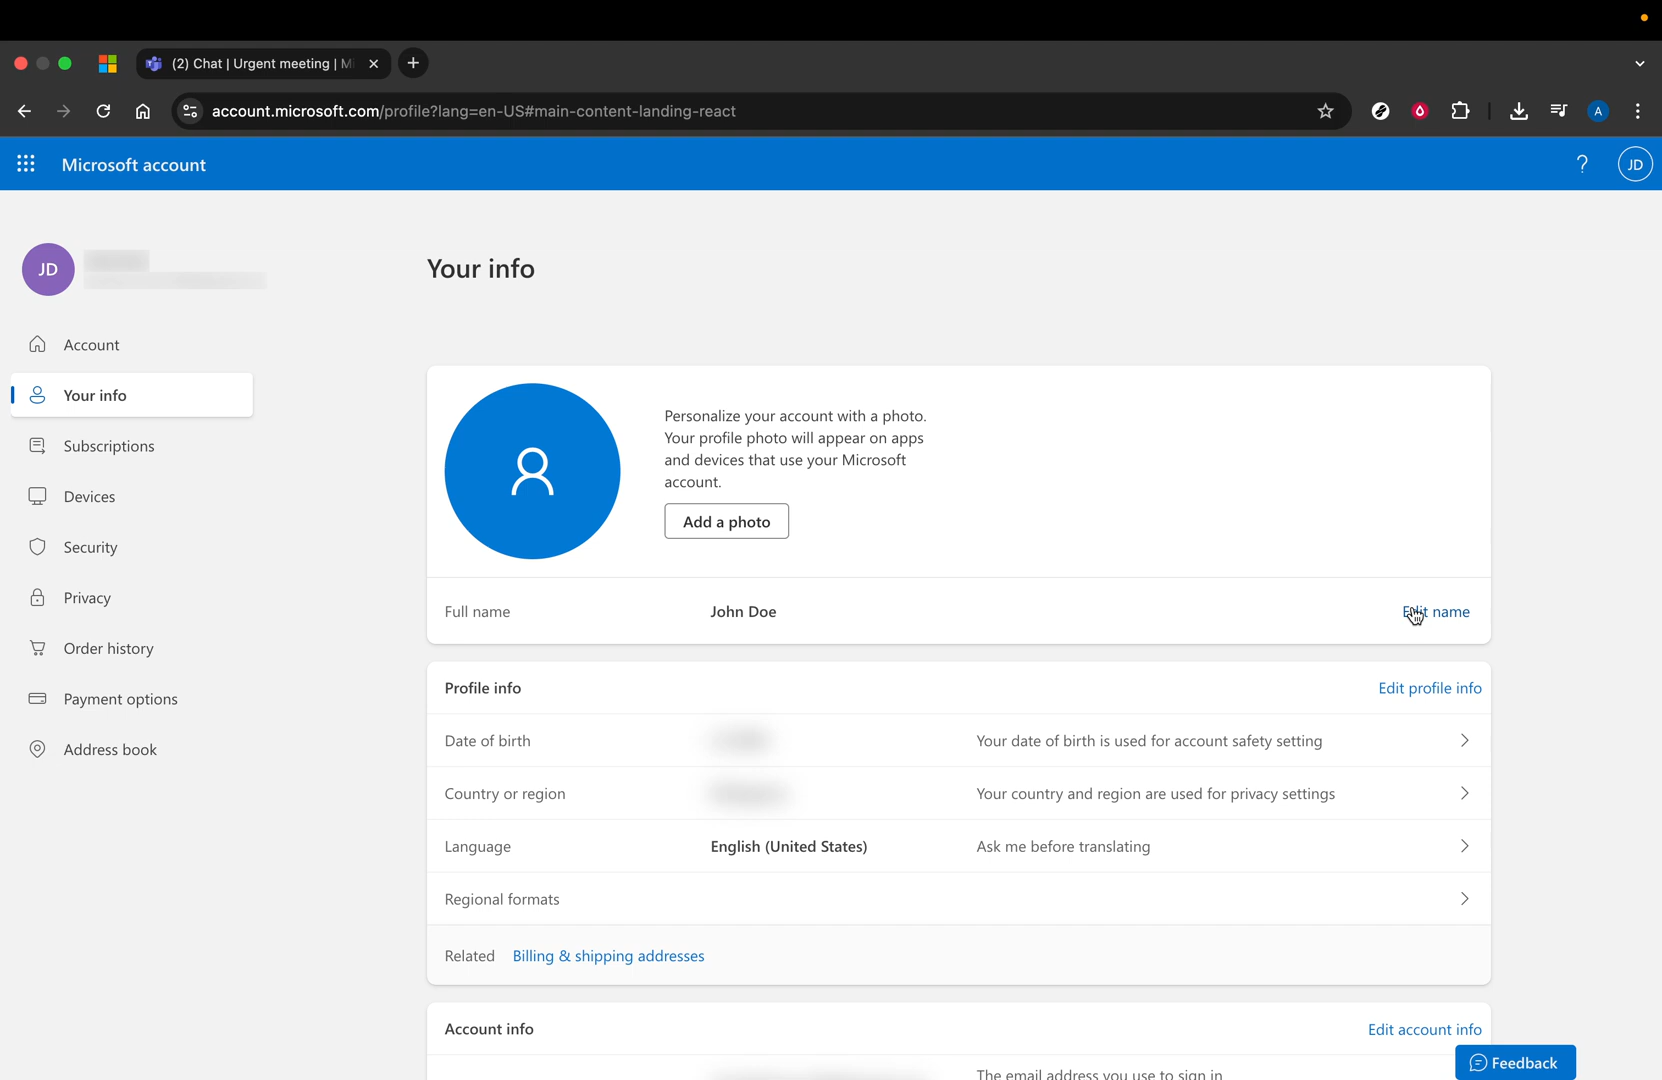 (2) Chat | Urgent meeting | Mi
account.microsoft.com/profile?lang=en-US#main-content-landing-react
A
Microsoft account
?
JD
JD
Account
Your info
Subscriptions
Devices
Security
Privacy
Order history
Payment options
Address book
Your info
Personalize your account with a photo.
Your profile photo will appear on apps
and devices that use your Microsoft
account.
Add a photo
Full name John Doe Edit name
Profile info Edit profile info
Date of birth Your date of birth is used for account safety setting
Country or region Your country and region are used for privacy settings
Language English (United States) Ask me before translating
Regional formats
Related Billing & shipping addresses
Account info Edit account info
The email address you use to sign in
Feedback